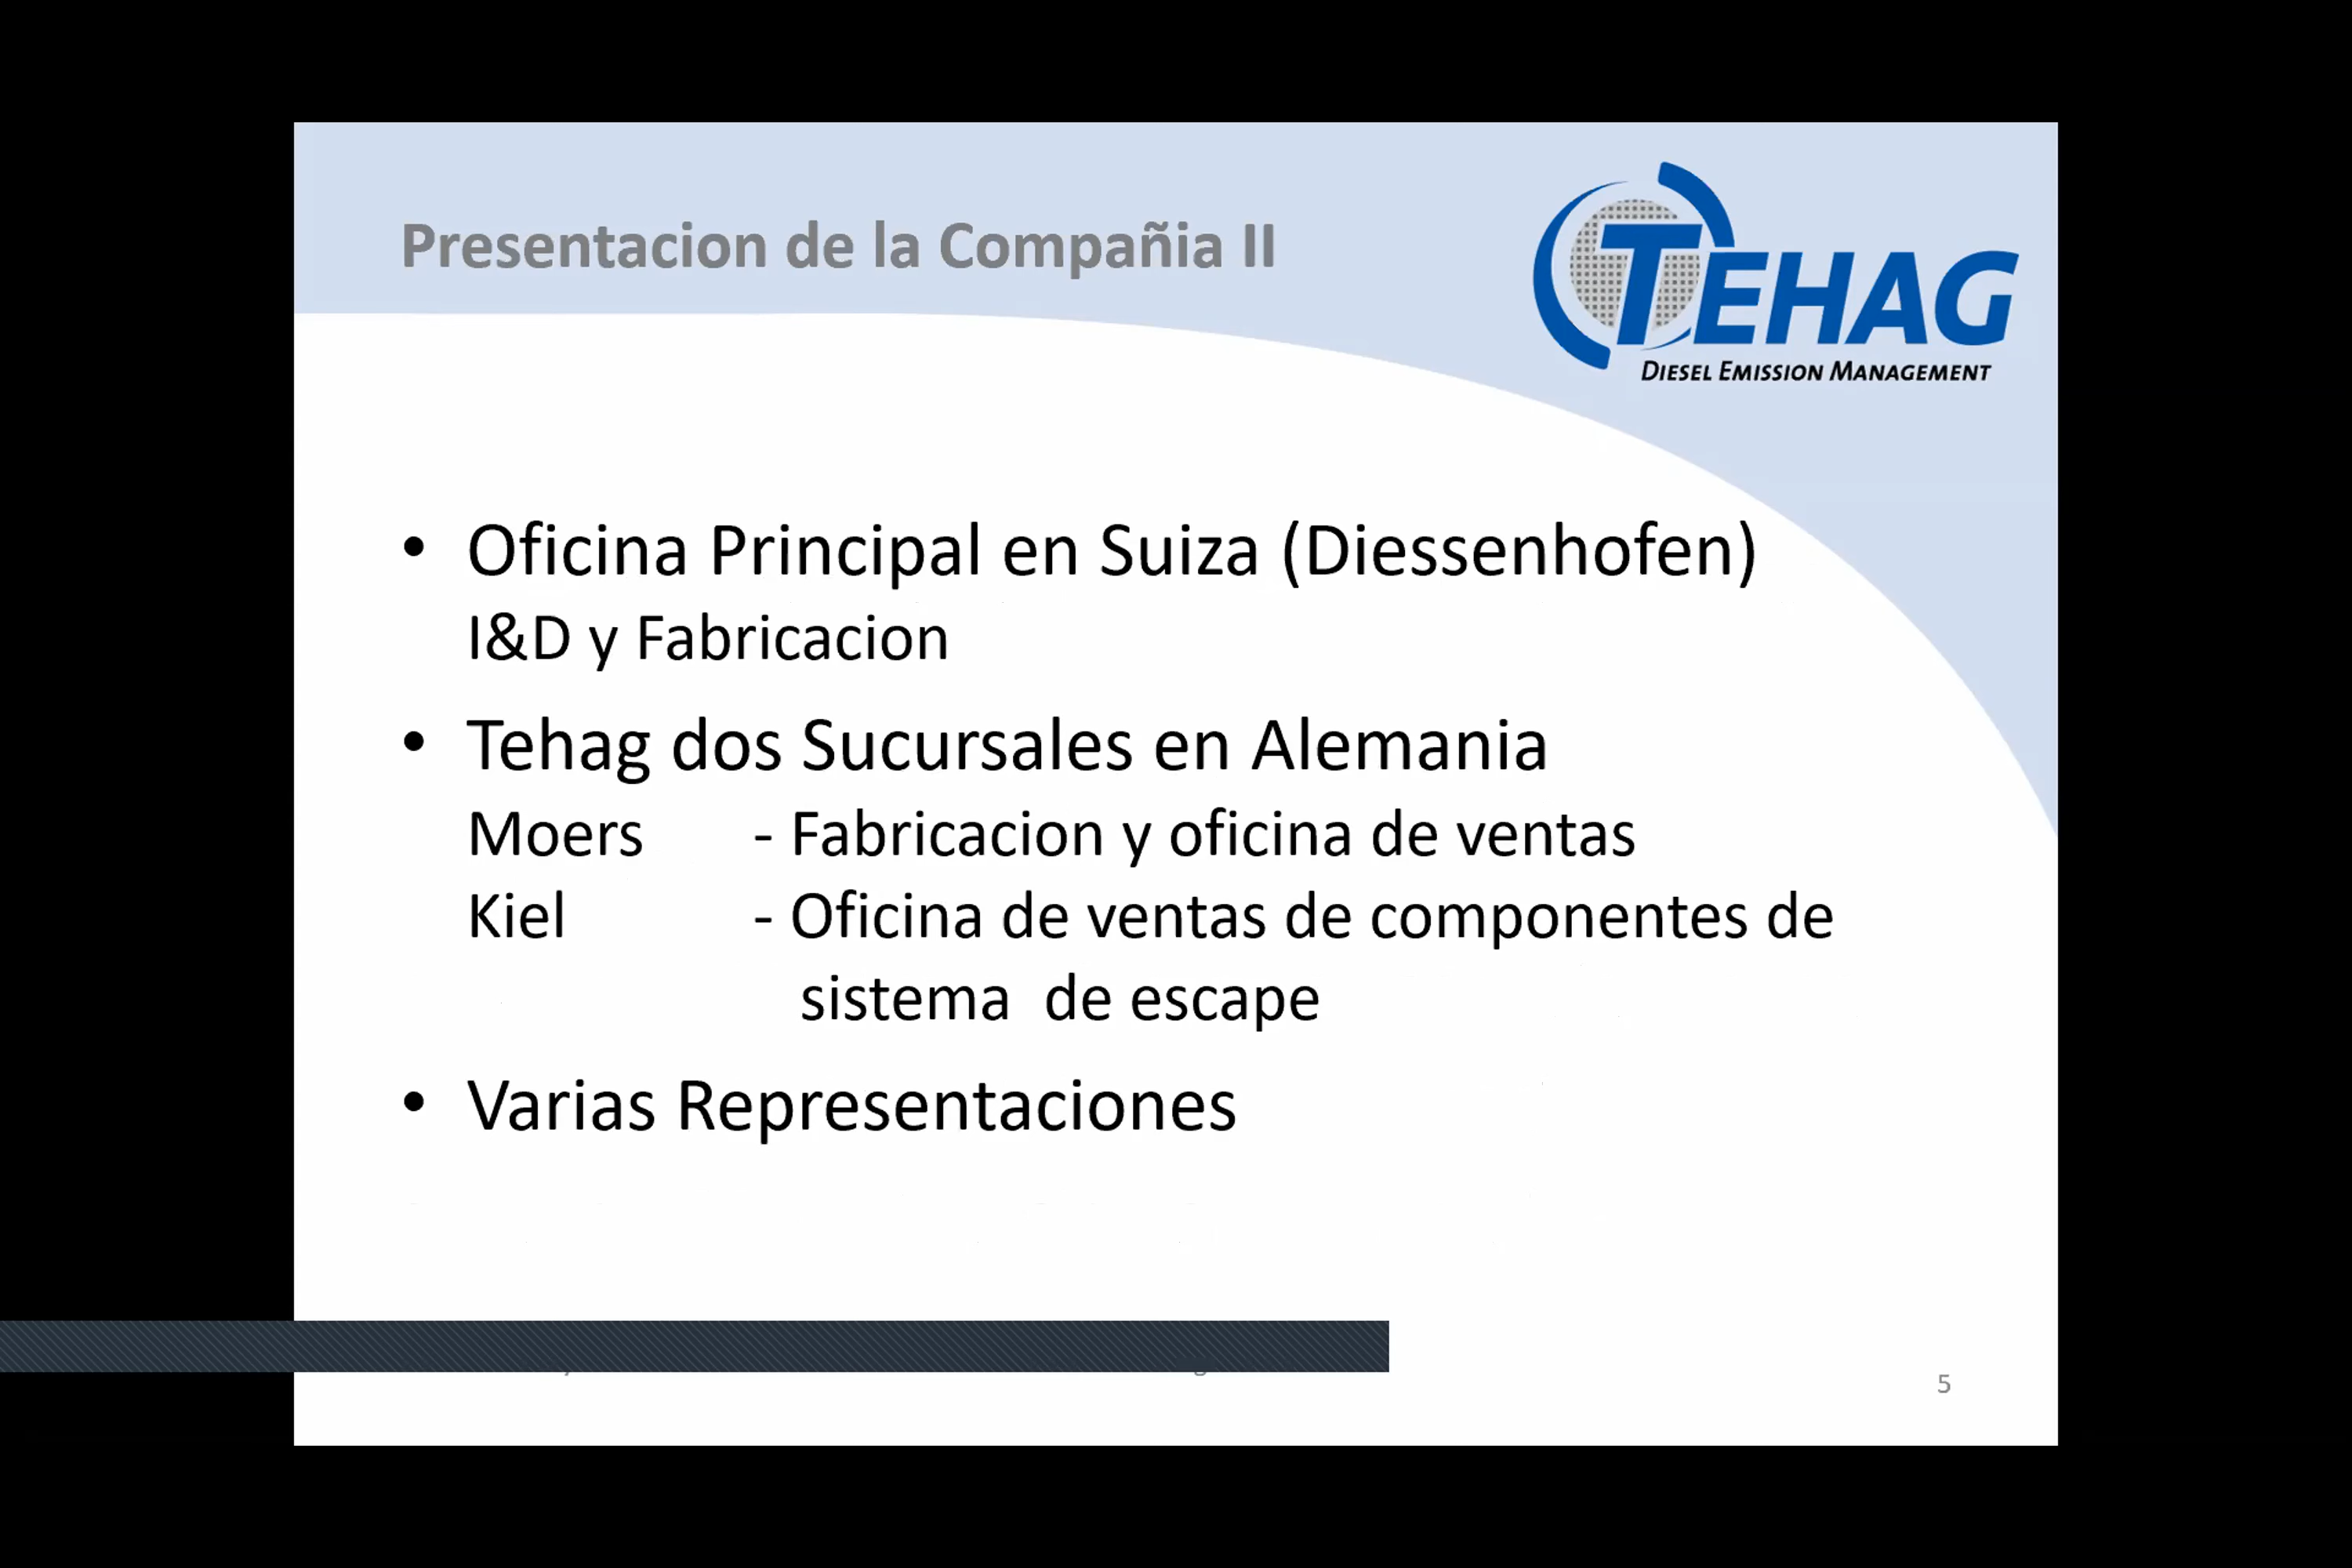 Presentacion de la Compañia II
TEHAG
DIESEL EMISSION MANAGEMENT
• Oficina Principal en Suiza (Diessenhofen)
I&D y Fabricacion
• Tehag dos Sucursales en Alemania
Moers - Fabricacion y oficina de ventas
Kiel - Oficina de ventas de componentes de
sistema de escape
• Varias Representaciones
5